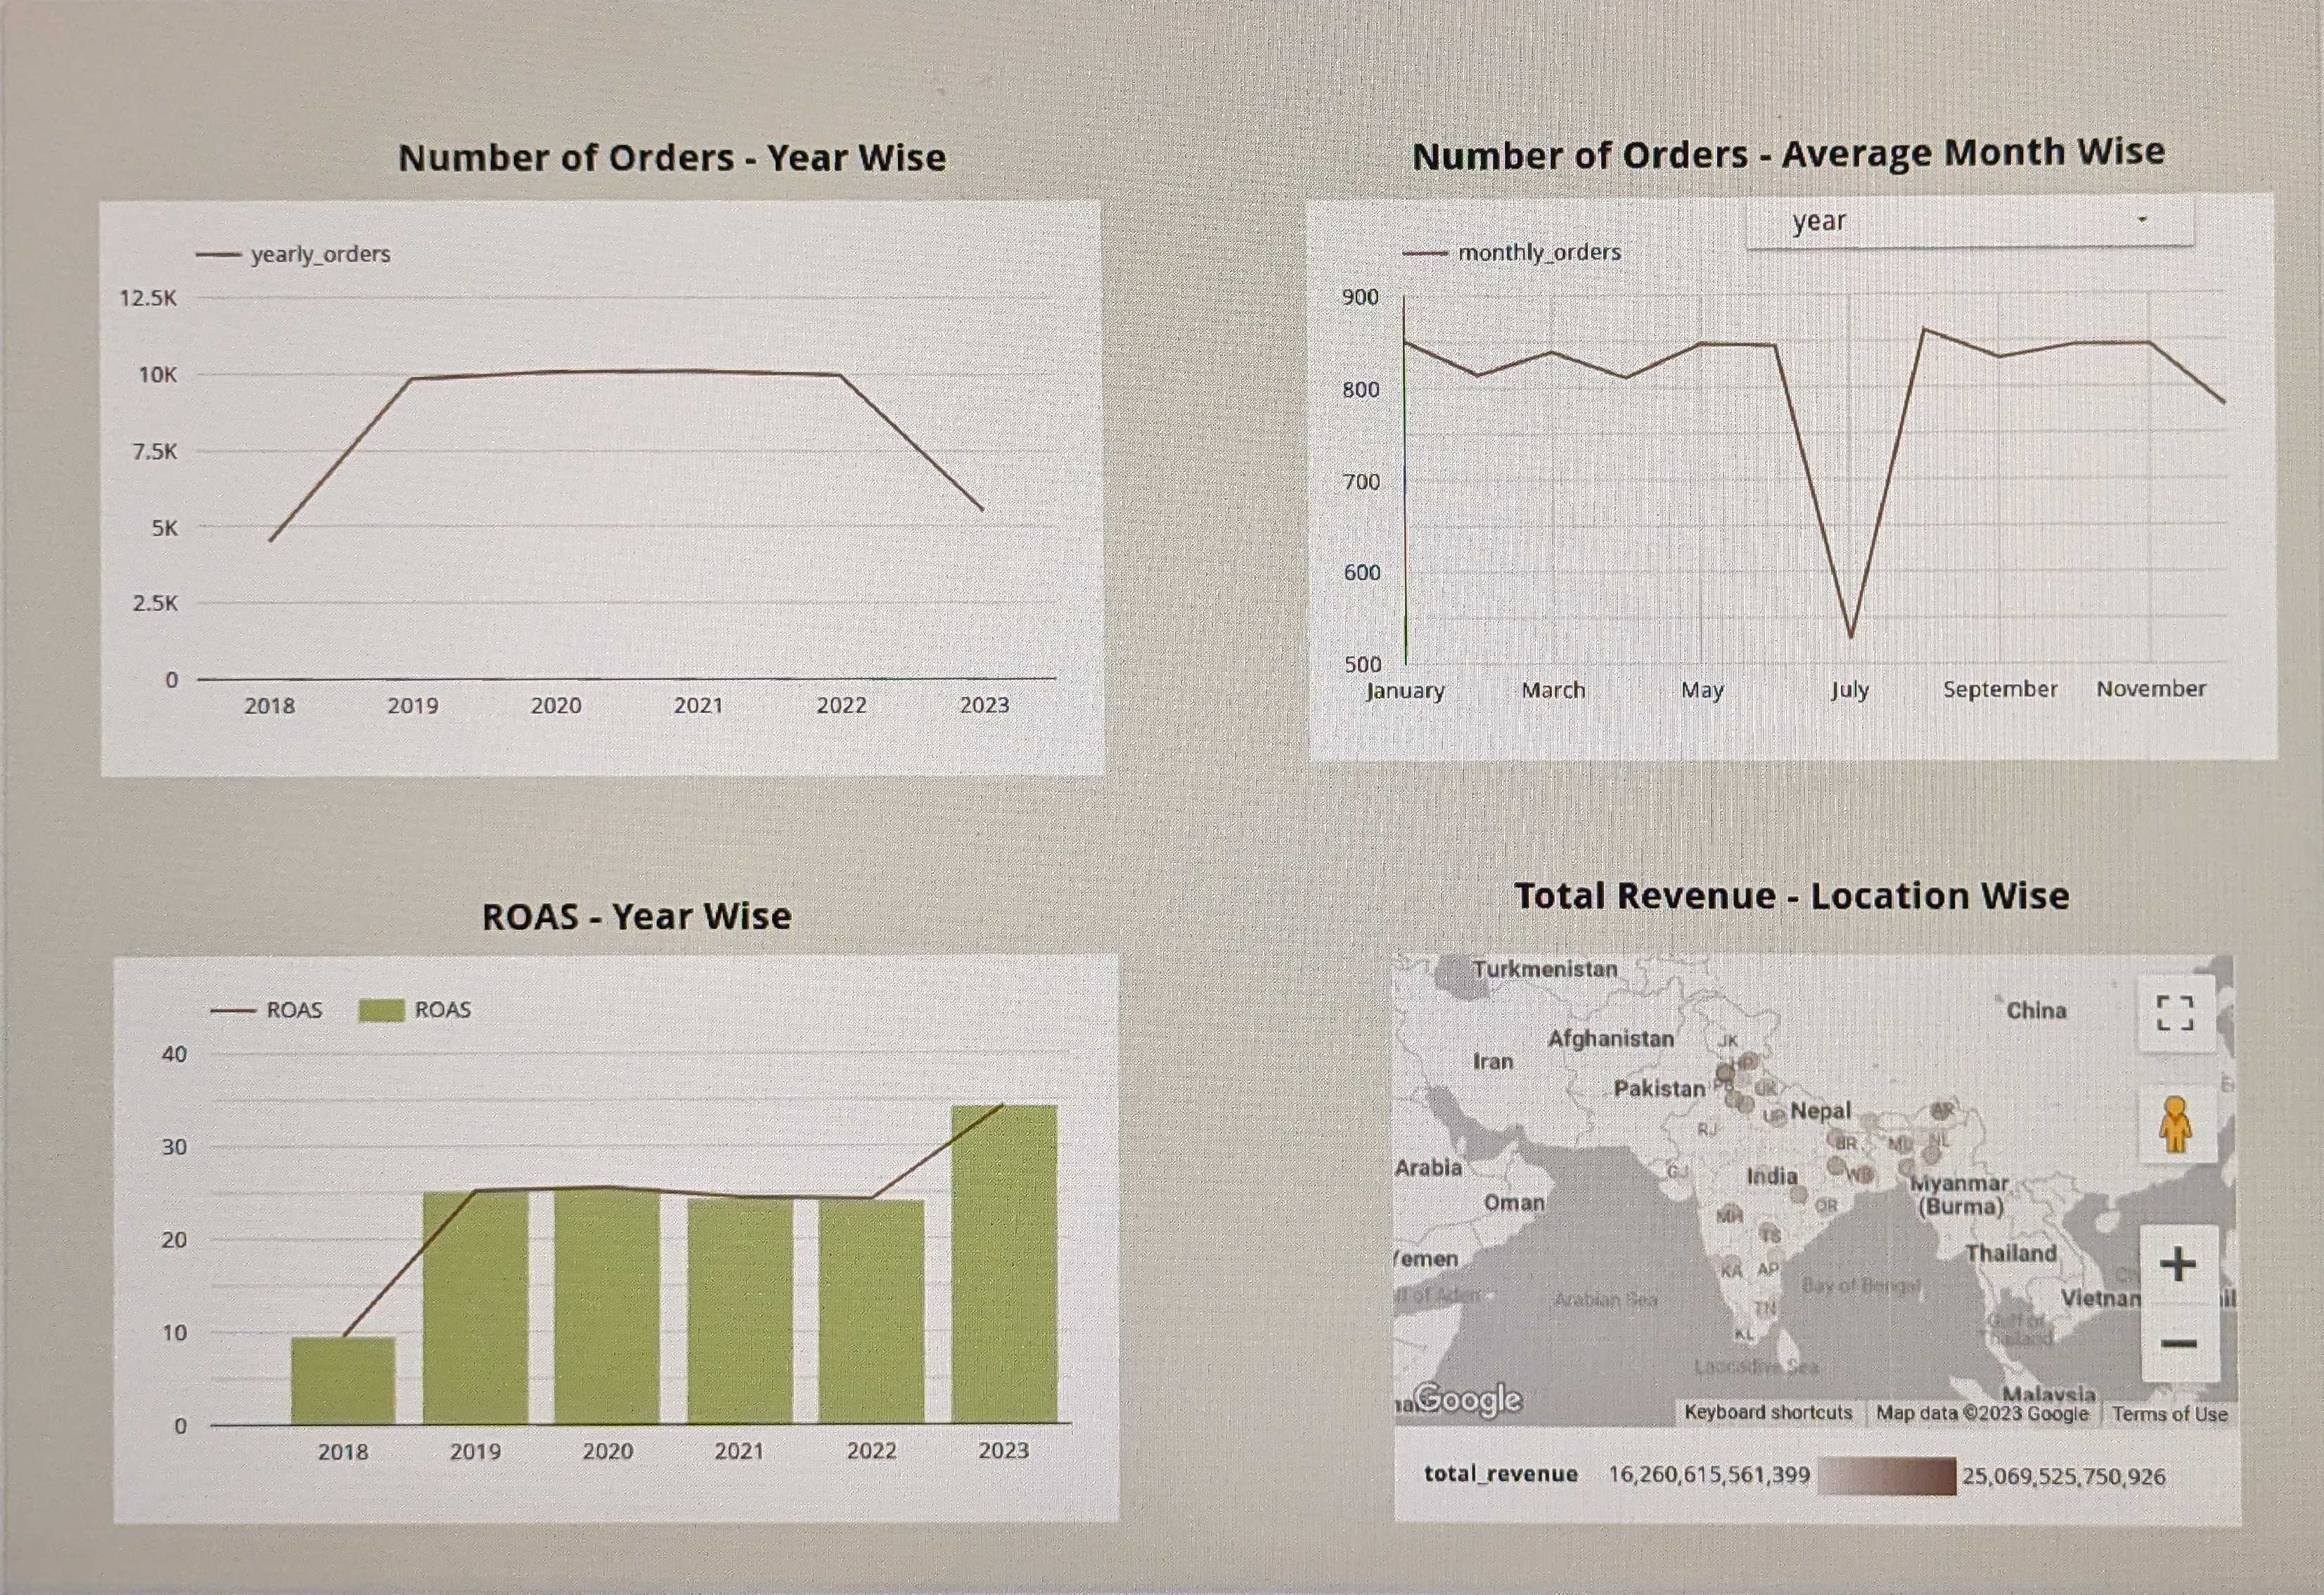 Number of Orders - Year Wise
yearly_orders
12.5K
10K
7.5K
5K
2.5K
0
2018 2019 2020 2021 2022 2023
Number of Orders - Average Month Wise
year
monthly_orders
900
800
700
600
500
January March May July September November
ROAS - Year Wise
ROAS ROAS
40
30
20
10
0
2018 2019 2020 2021 2022 2023
Total Revenue - Location Wise
Turkmenistan
China
Afghanistan
JK
Iran
HP
Pakistan PB UK
UP Nepal AR
RJ
BR ML NL
Arabia GJ India WB
Myanmar
(Burma)
Oman OR
MH
TS
Yemen Thailand
KA AP
Bay of Bengal
Arabian Sea Vietnam
TN
Gulf of
Thailand
KL
Laccadive Sea
Malaysia
Google
Keyboard shortcuts Map data ©2023 Google Terms of Use
total_revenue 16,260,615,561,399 25,069,525,750,926